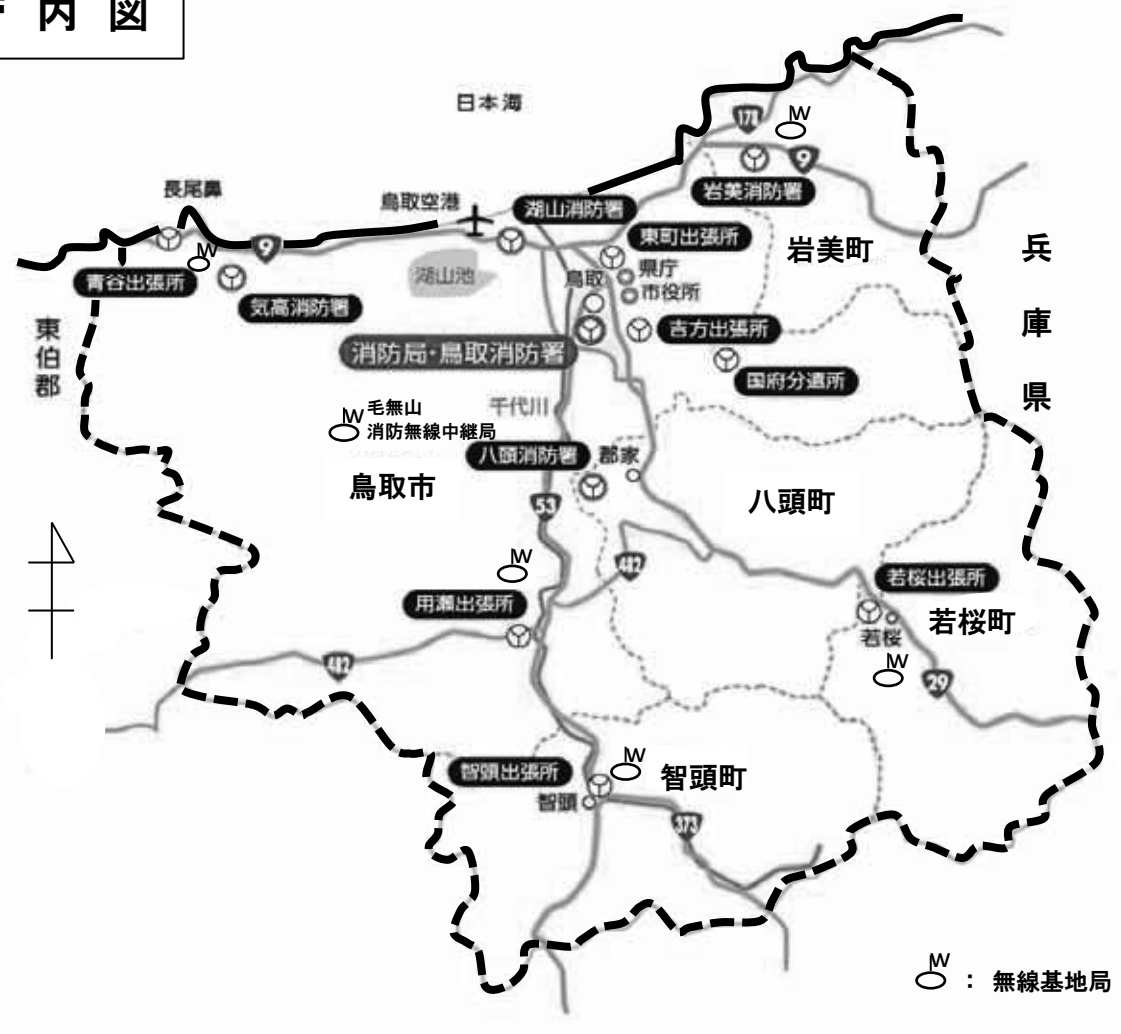 内図
日本海
178
W
9
岩美消防署
長尾鼻
鳥取空港
湖山消防署
東町出張所
岩美町
兵庫県
9
W
青谷出張所
気高消防署
湖山池
鳥取
県庁
市役所
吉方出張所
東伯郡
消防局・鳥取消防署
国府分遣所
千代川
W
毛無山
消防無線中継局
八頭消防署
郡家
鳥取市
八頭町
53
W
482
若桜出張所
用瀬出張所
若桜町
若桜
W
482
29
W
智頭出張所
智頭町
智頭
373
W
：無線基地局